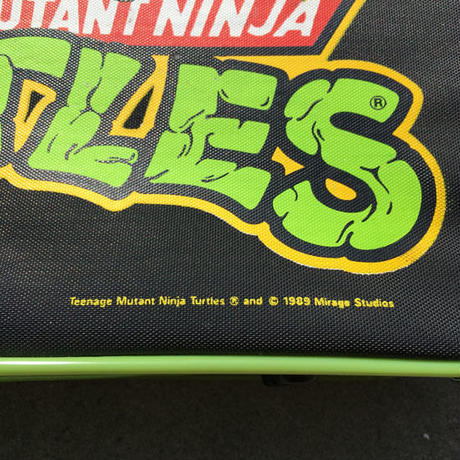 MUTANT NINJA
TLES ®
Teenage Mutant Ninja Turtles ® and © 1989 Mirage Studios